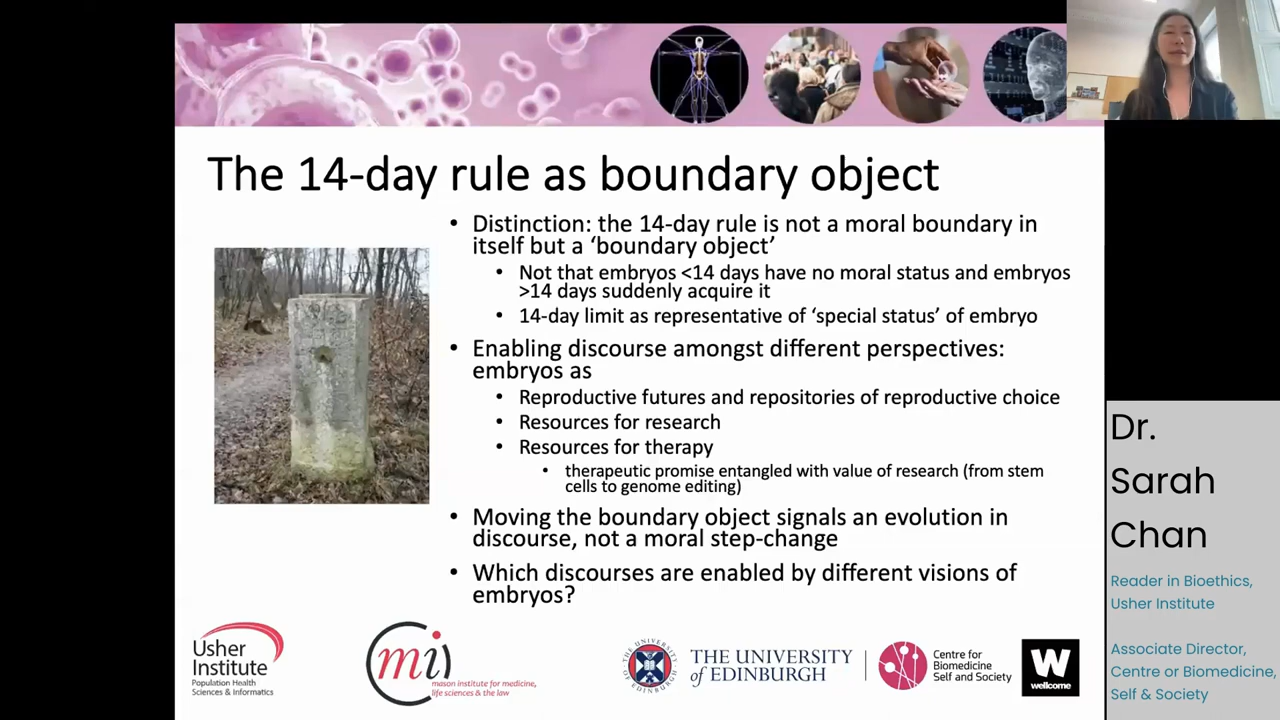 The 14-day rule as boundary object
• Distinction: the 14-day rule is not a moral boundary in
itself but a ‘boundary object’
• Not that embryos <14 days have no moral status and embryos
>14 days suddenly acquire it
• 14-day limit as representative of ‘special status’ of embryo
• Enabling discourse amongst different perspectives:
embryos as
• Reproductive futures and repositories of reproductive choice
• Resources for research
• Resources for therapy
• therapeutic promise entangled with value of research (from stem
cells to genome editing)
• Moving the boundary object signals an evolution in
discourse, not a moral step-change
• Which discourses are enabled by different visions of
embryos?
Dr.
Sarah
Chan
Reader in Bioethics,
Usher Institute
Associate Director,
Centre or Biomedicine,
Self & Society
Usher
Institute
Population Health
Sciences & Informatics
mi
mason institute for medicine,
life sciences & the law
THE UNIVERSITY
of EDINBURGH
Centre for
Biomedicine
Self and Society
W
wellcome